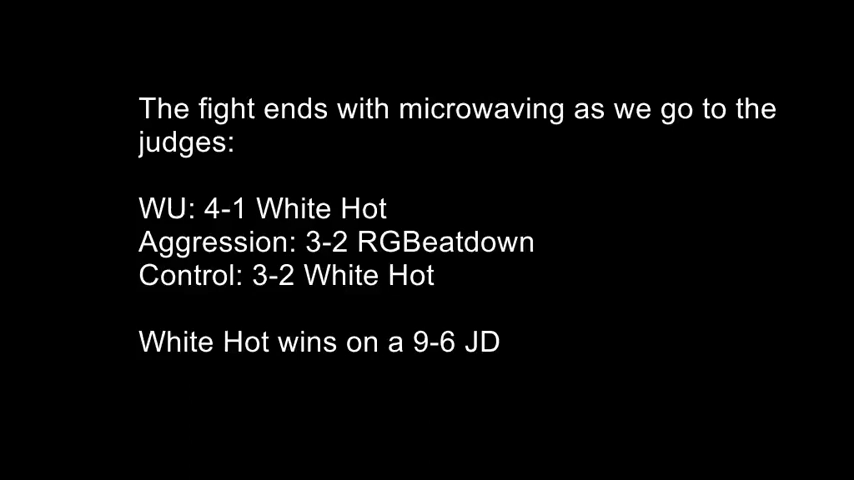 The fight ends with microwaving as we go to the
judges:
WU: 4-1 White Hot
Aggression: 3-2 RGBeatdown
Control: 3-2 White Hot
White Hot wins on a 9-6 JD